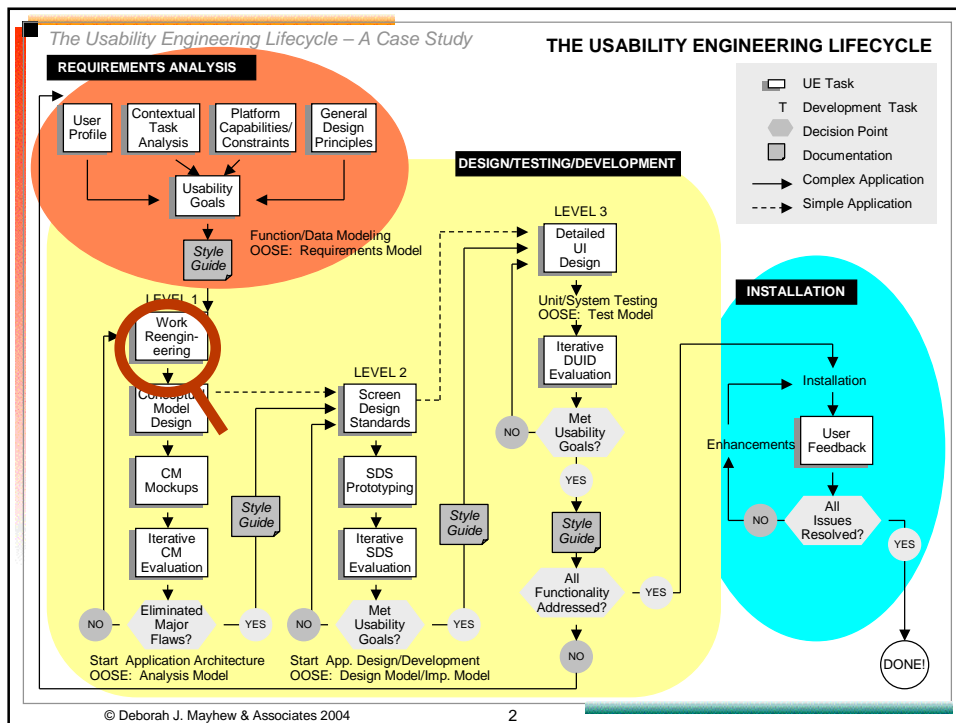 The Usability Engineering Lifecycle – A Case Study
THE USABILITY ENGINEERING LIFECYCLE
REQUIREMENTS ANALYSIS
UE Task
T Development Task
Decision Point
Documentation
Complex Application
Simple Application
User
Profile
Contextual
Task
Analysis
Platform
Capabilities/
Constraints
General
Design
Principles
Usability
Goals
Style
Guide
Function/Data Modeling
OOSE: Requirements Model
DESIGN/TESTING/DEVELOPMENT
LEVEL 1
Work
Reengin-
eering
Conceptual
Model
Design
CM
Mockups
Iterative
CM
Evaluation
Eliminated
Major
Flaws?
NO
YES
Start Application Architecture
OOSE: Analysis Model
Style
Guide
LEVEL 2
Screen
Design
Standards
SDS
Prototyping
Iterative
SDS
Evaluation
Met
Usability
Goals?
NO
YES
Start App. Design/Development
OOSE: Design Model/Imp. Model
Style
Guide
LEVEL 3
Detailed
UI
Design
Unit/System Testing
OOSE: Test Model
Iterative
DUID
Evaluation
Met
Usability
Goals?
NO
YES
Style
Guide
All
Functionality
Addressed?
YES
NO
INSTALLATION
Installation
Enhancements
User
Feedback
All
Issues
Resolved?
NO
YES
DONE!
© Deborah J. Mayhew & Associates 2004
2